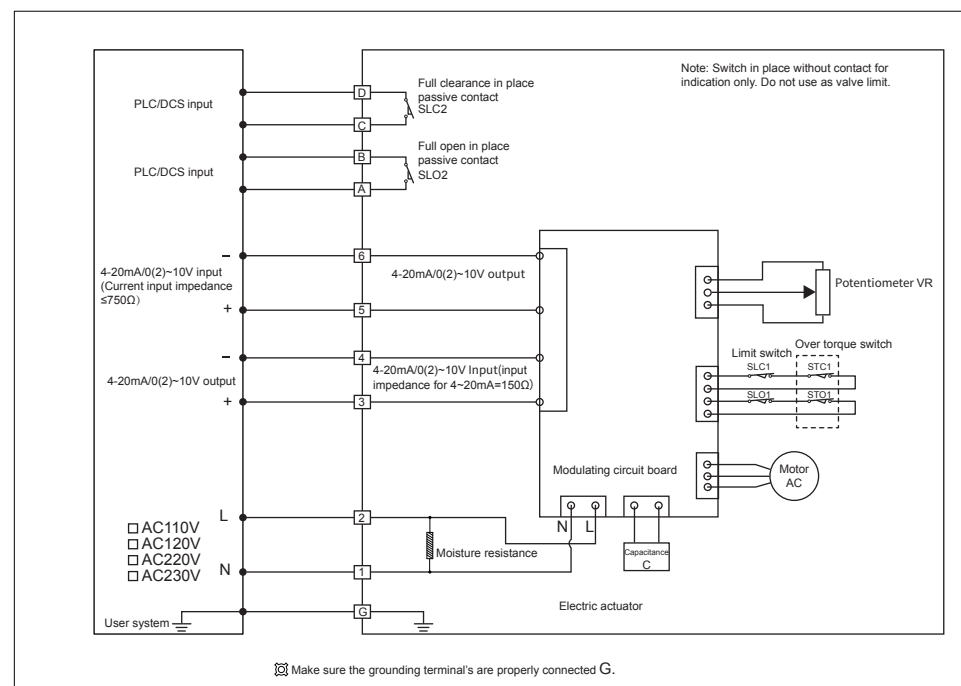 Note: Switch in place without contact for
indication only. Do not use as valve limit.
PLC/DCS input
D
C
Full clearance in place
passive contact
SLC2
PLC/DCS input
B
A
Full open in place
passive contact
SLO2
4-20mA/0(2)~10V input
(Current input impedance
≤750Ω)
−
+
6
5
4-20mA/0(2)~10V output
4-20mA/0(2)~10V output
−
+
4
3
4-20mA/0(2)~10V Input(input
impedance for 4~20mA=150Ω)
Potentiometer VR
Limit switch
Over torque switch
SLC1
STC1
SLO1
STO1
Modulating circuit board
Motor
AC
N
L
Capacitance
C
AC110V
AC120V
AC220V
AC230V
L
N
2
1
Moisture resistance
G
User system
Electric actuator
Make sure the grounding terminal's are properly connected G.